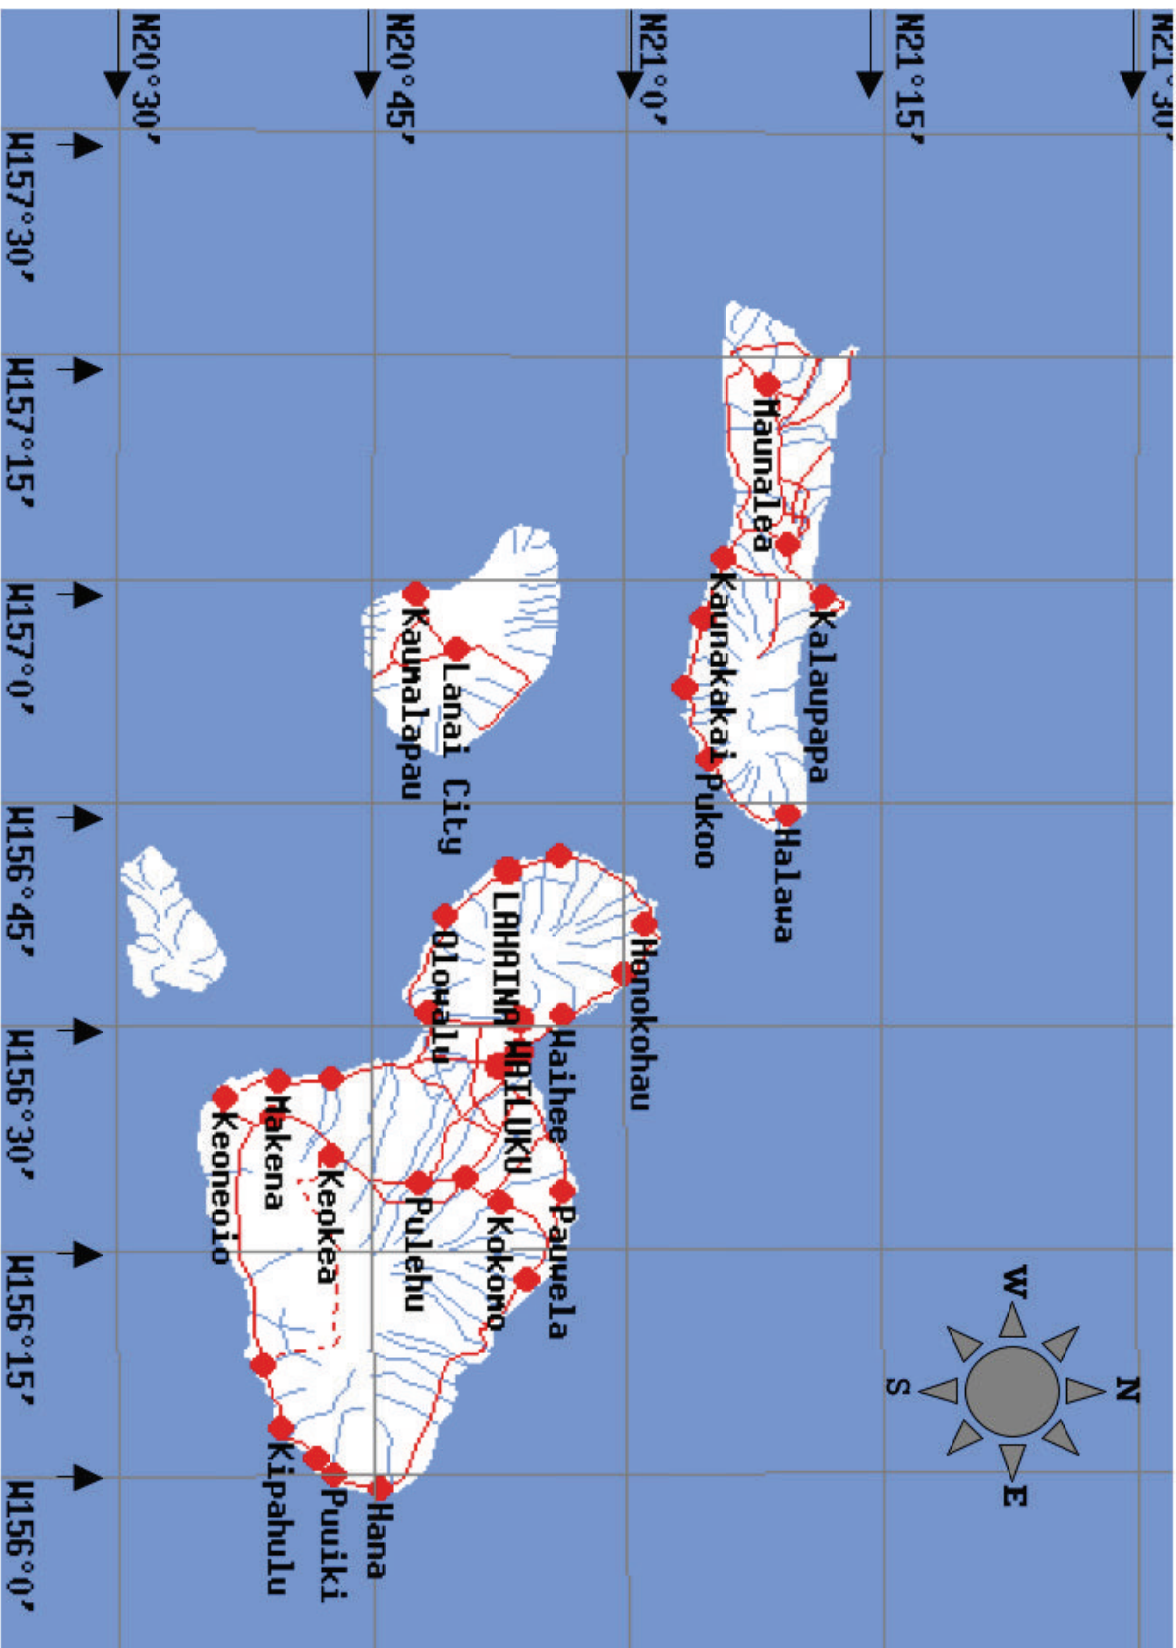 N21°30'
N21°15'
N21°0'
N20°45'
N20°30'
W157°30'
W157°15'
W157°0'
W156°45'
W156°30'
W156°15'
W156°0'
N
W
E
S
Maunalea
Kalaupapa
Kaunakakai
Halawa
Pukoo
Lanai City
Kaumalapau
Honokohau
LAHAINA
Olowalu
Waihee
WAILUKU
Pauwela
Kokomo
Pulehu
Keokea
Makena
Keoneoio
Hana
Puuiki
Kipahulu